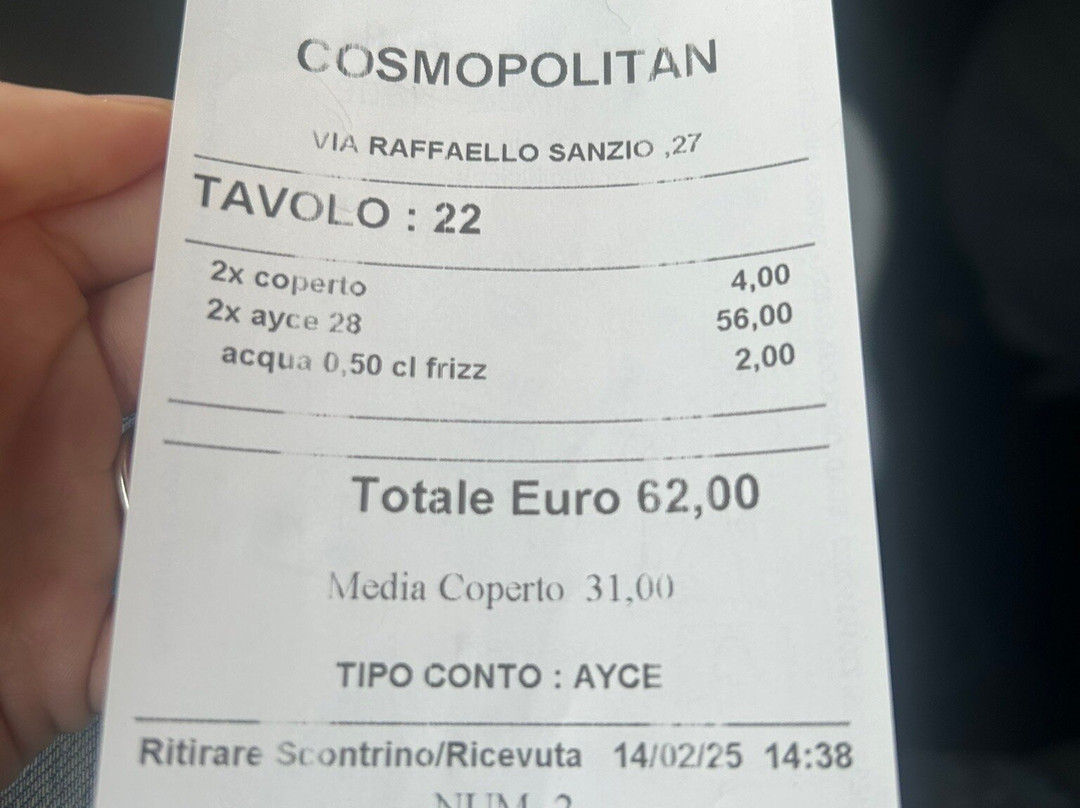 COSMOPOLITAN
VIA RAFFAELLO SANZIO ,27
TAVOLO : 22
2x coperto 4,00
2x ayce 28 56,00
acqua 0,50 cl frizz 2,00
Totale Euro 62,00
Media Coperto 31,00
TIPO CONTO : AYCE
Ritirare Scontrino/Ricevuta 14/02/25 14:38